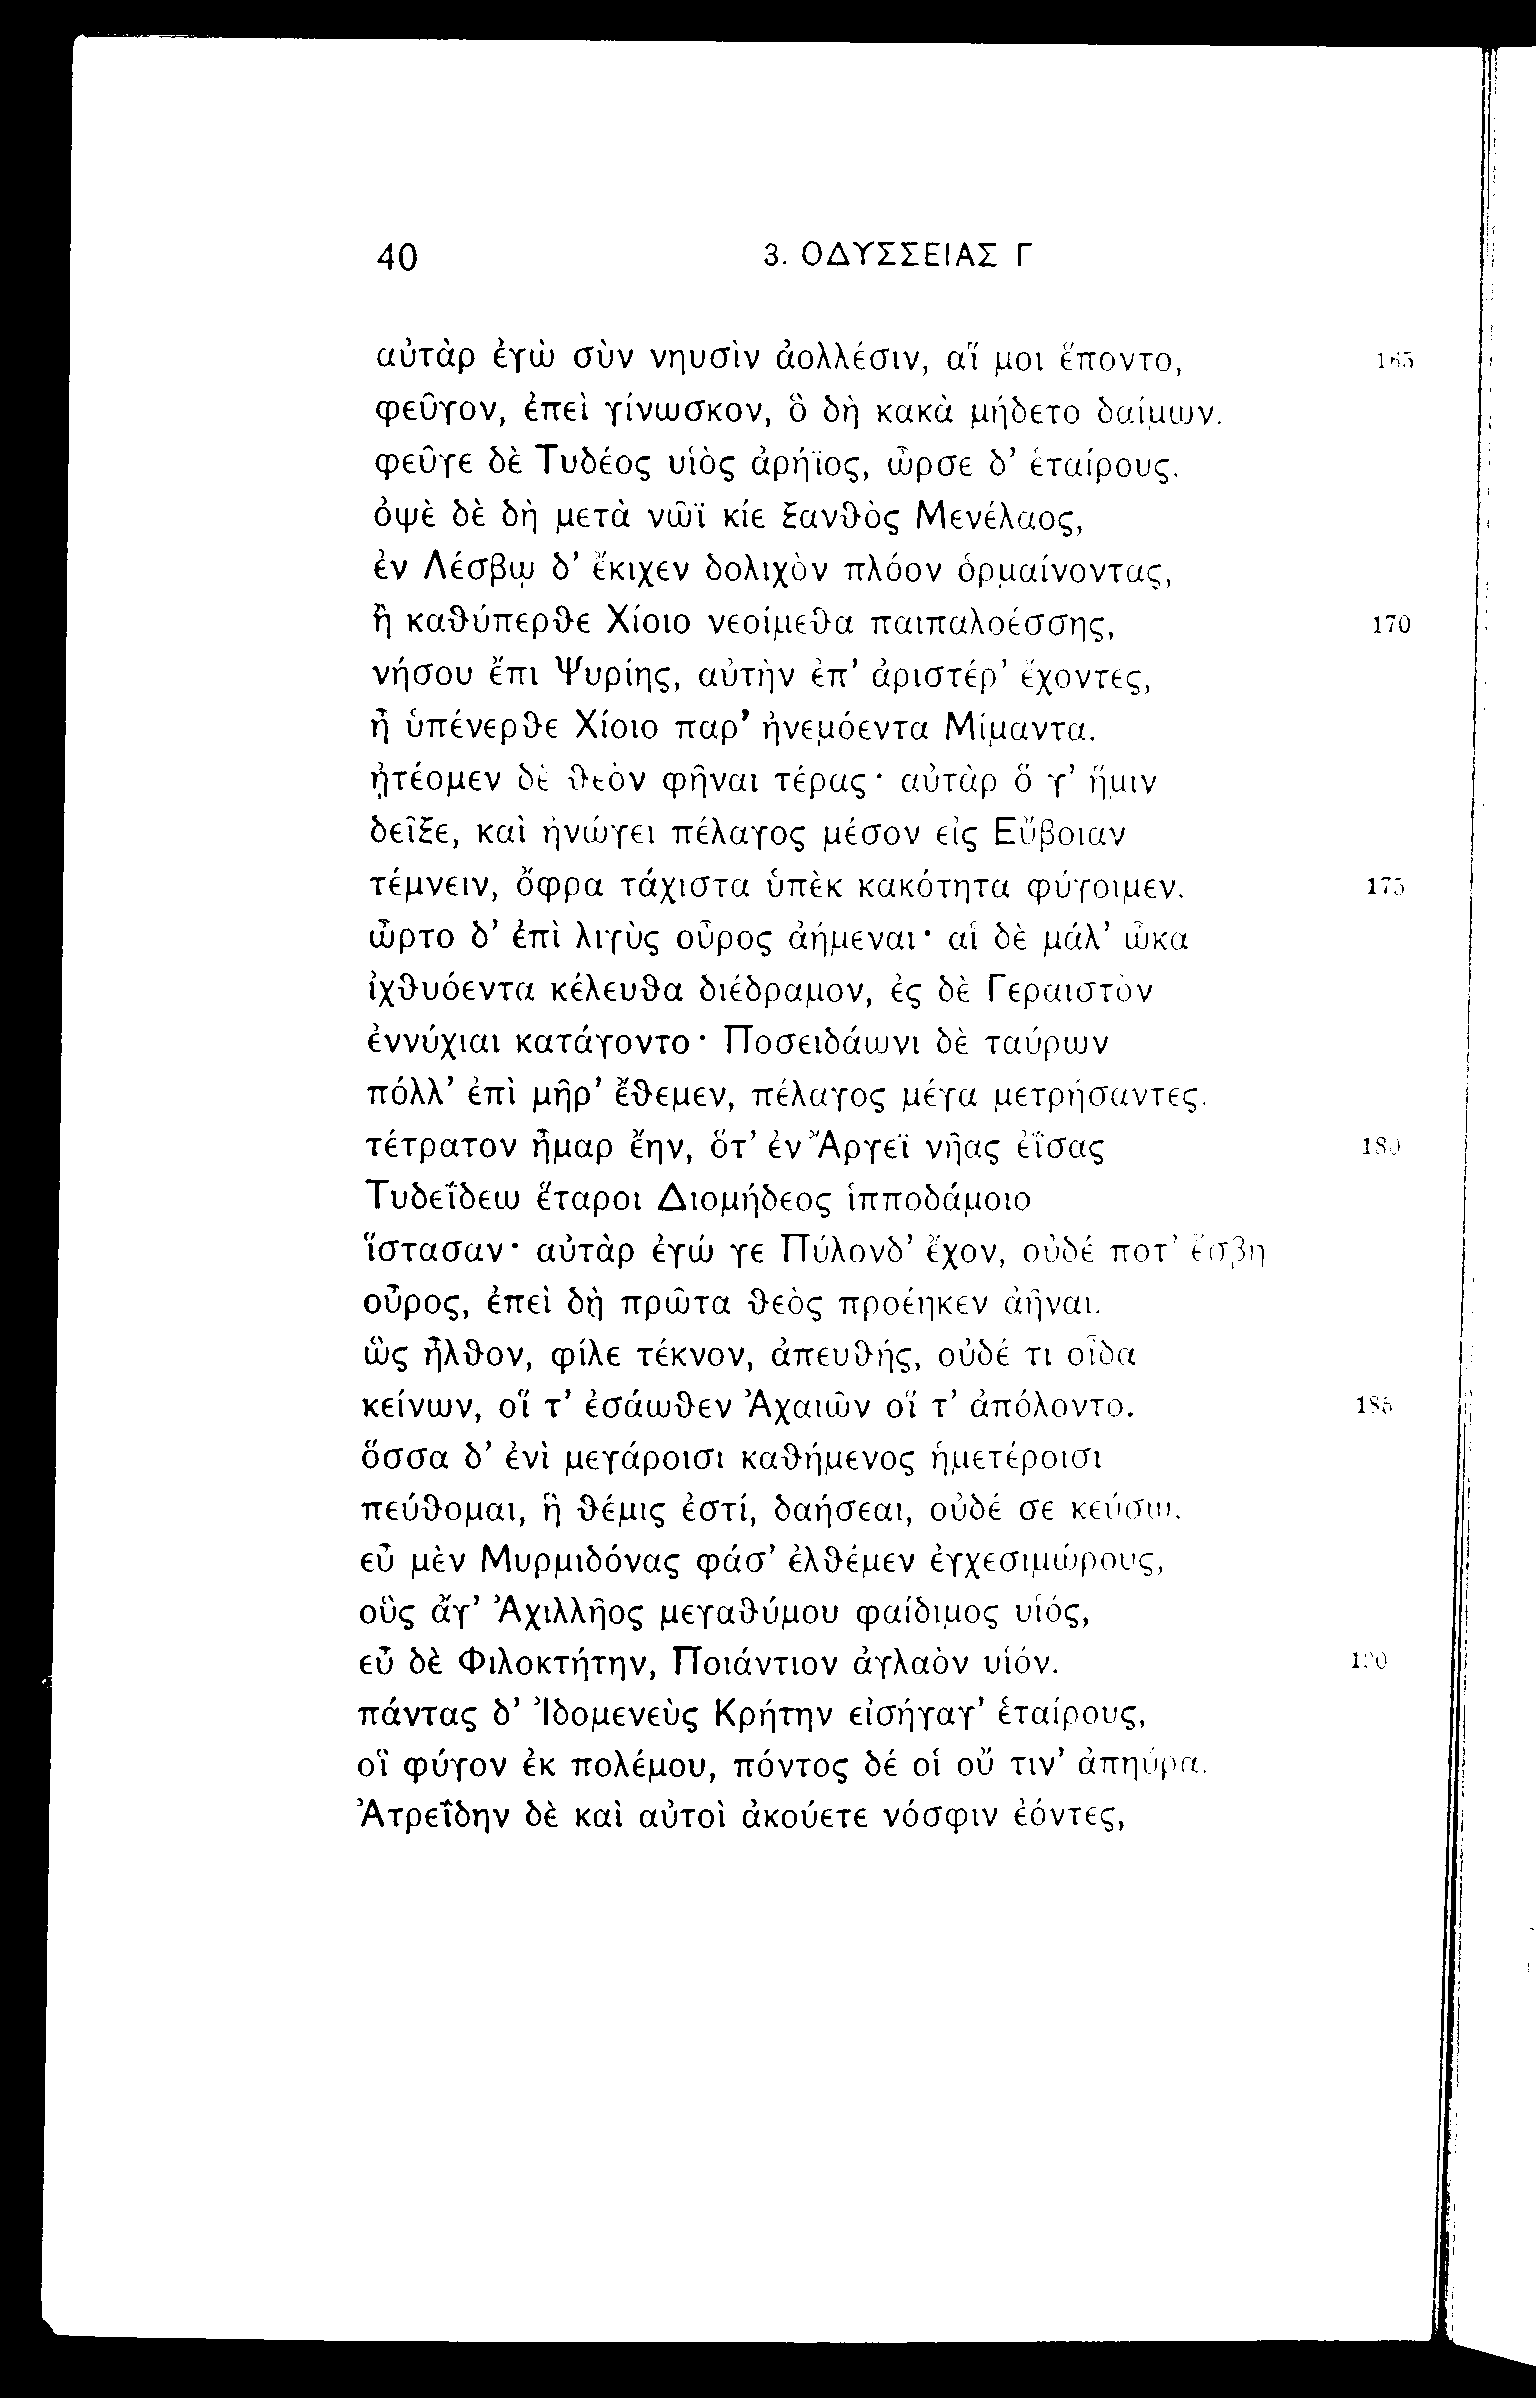 40 3. ΟΔΥΣΣΕΙΑΣ Γ
αὐτὰρ ἐγὼ σὺν νηυσὶν ἀολλέσιν, αἵ μοι ἕποντο, 165
φεῦγον, ἐπεὶ γίνωσκον, ὃ δὴ κακὰ μήδετο δαίμων.
φεῦγε δὲ Τυδέος υἱὸς ἀρήϊος, ὦρσε δ’ ἑταίρους.
ὀψὲ δὲ δὴ μετὰ νῶϊ κίε ξανθὸς Μενέλαος,
ἐν Λέσβῳ δ’ ἔκιχεν δολιχὸν πλόον ὁρμαίνοντας,
ἢ καθύπερθε Χίοιο νεοίμεθα παιπαλοέσσης, 170
νήσου ἔπι Ψυρίης, αὐτὴν ἐπ’ ἀριστέρ’ ἔχοντες,
ἦ ὑπένερθε Χίοιο παρ’ ἠνεμόεντα Μίμαντα.
ᾐτέομεν δὲ θεὸν φῆναι τέρας· αὐτὰρ ὅ γ’ ἥμιν
δεῖξε, καὶ ἠνώγει πέλαγος μέσον εἰς Εὔβοιαν
τέμνειν, ὄφρα τάχιστα ὑπὲκ κακότητα φύγοιμεν. 175
ὦρτο δ’ ἐπὶ λιγὺς οὖρος ἀήμεναι· αἱ δὲ μάλ’ ὦκα
ἰχθυόεντα κέλευθα διέδραμον, ἐς δὲ Γεραιστὸν
ἐννύχιαι κατάγοντο· Ποσειδάωνι δὲ ταύρων
πόλλ’ ἐπὶ μῆρ’ ἔθεμεν, πέλαγος μέγα μετρήσαντες.
τέτρατον ἦμαρ ἔην, ὅτ’ ἐν Ἄργεϊ νῆας ἐΐσας 180
Τυδεΐδεω ἕταροι Διομήδεος ἱπποδάμοιο
ἵστασαν· αὐτὰρ ἐγώ γε Πύλονδ’ ἔχον, οὐδέ ποτ’ ἔσβη
οὖρος, ἐπεὶ δὴ πρῶτα θεὸς προέηκεν ἀῆναι.
ὣς ἦλθον, φίλε τέκνον, ἀπευθής, οὐδέ τι οἶδα
κείνων, οἵ τ’ ἐσάωθεν Ἀχαιῶν οἵ τ’ ἀπόλοντο. 185
ὅσσα δ’ ἐνὶ μεγάροισι καθήμενος ἡμετέροισι
πεύθομαι, ἣ θέμις ἐστί, δαήσεαι, οὐδέ σε κεύσω.
εὖ μὲν Μυρμιδόνας φάσ’ ἐλθέμεν ἐγχεσιμώρους,
οὓς ἄγ’ Ἀχιλλῆος μεγαθύμου φαίδιμος υἱός,
εὖ δὲ Φιλοκτήτην, Ποιάντιον ἀγλαὸν υἱόν. 190
πάντας δ’ Ἰδομενεὺς Κρήτην εἰσήγαγ’ ἑταίρους,
οἳ φύγον ἐκ πολέμου, πόντος δέ οἱ οὔ τιν’ ἀπηύρα.
Ἀτρεΐδην δὲ καὶ αὐτοὶ ἀκούετε νόσφιν ἐόντες,